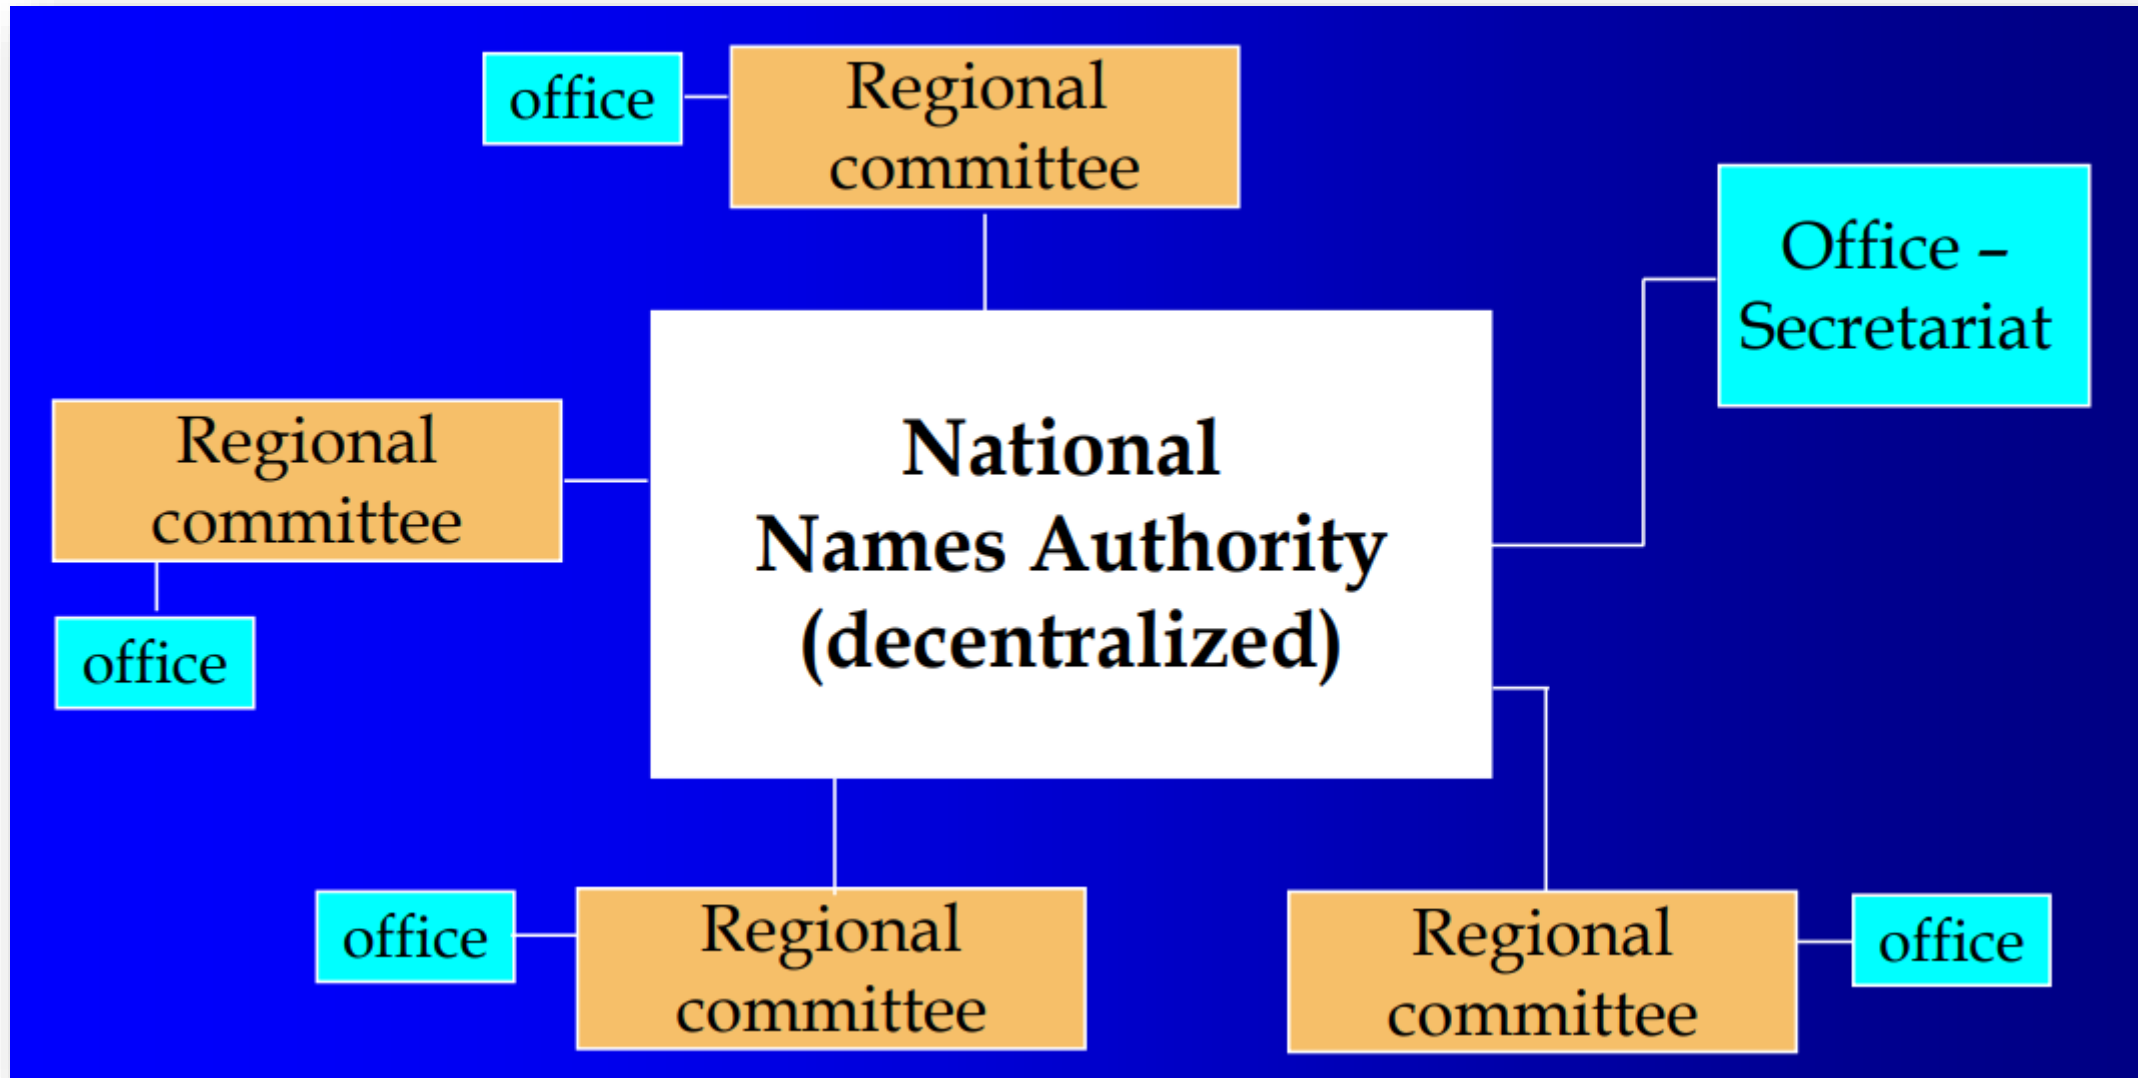 office
Regional
committee
Office –
Secretariat
Regional
committee
office
National
Names Authority
(decentralized)
office
Regional
committee
Regional
committee
office